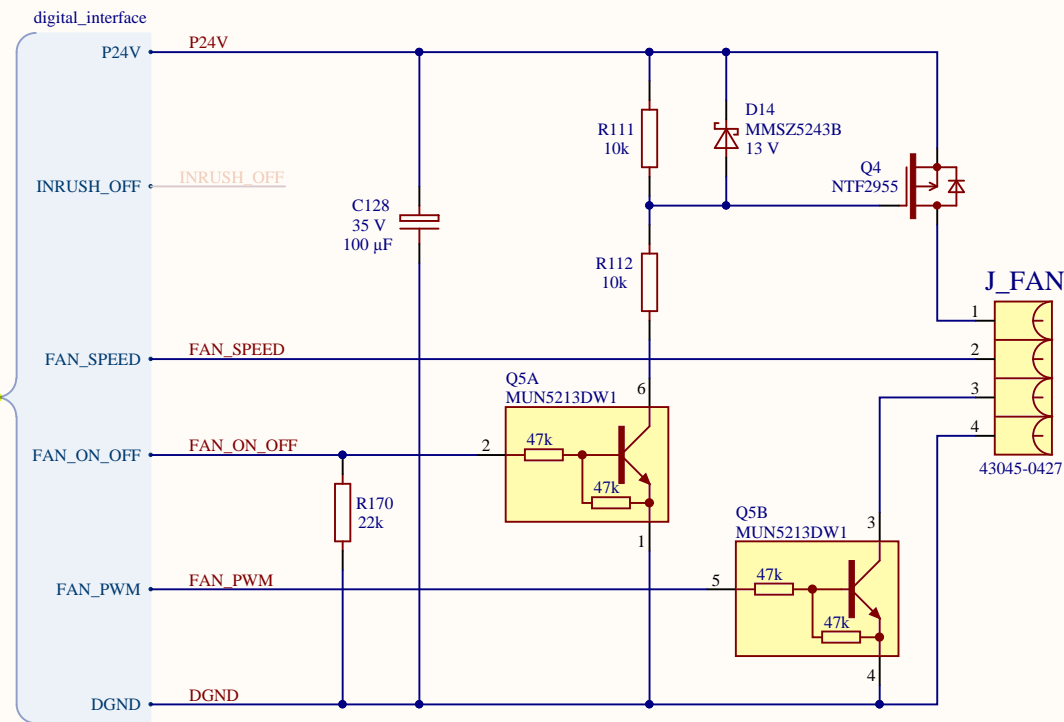 digital_interface
P24V
P24V
INRUSH_OFF
INRUSH_OFF
FAN_SPEED
FAN_SPEED
FAN_ON_OFF
FAN_ON_OFF
FAN_PWM
FAN_PWM
DGND
DGND
C128
35 V
100 µF
R111
10k
D14
MMSZ5243B
13 V
Q4
NTF2955
R112
10k
J_FAN
1
2
3
4
43045-0427
Q5A
MUN5213DW1
6
2
47k
47k
1
R170
22k
Q5B
MUN5213DW1
3
5
47k
47k
4